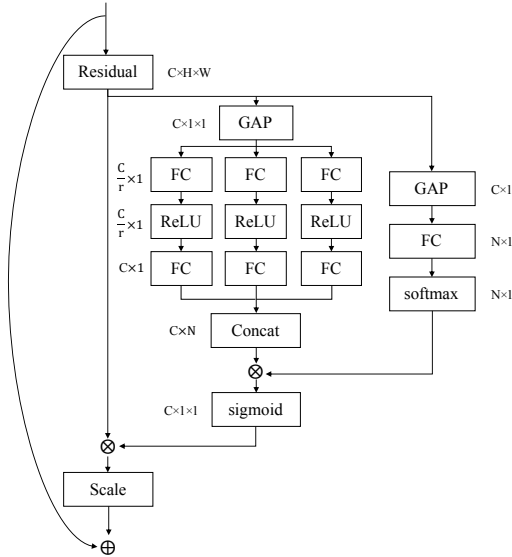 Residual C×H×W
C×1×1 GAP
C/r×1 FC FC FC
GAP C×1
C/r×1 ReLU ReLU ReLU
FC N×1
C×1 FC FC FC
softmax N×1
C×N Concat
⊗
C×1×1 sigmoid
⊗
Scale
⊕